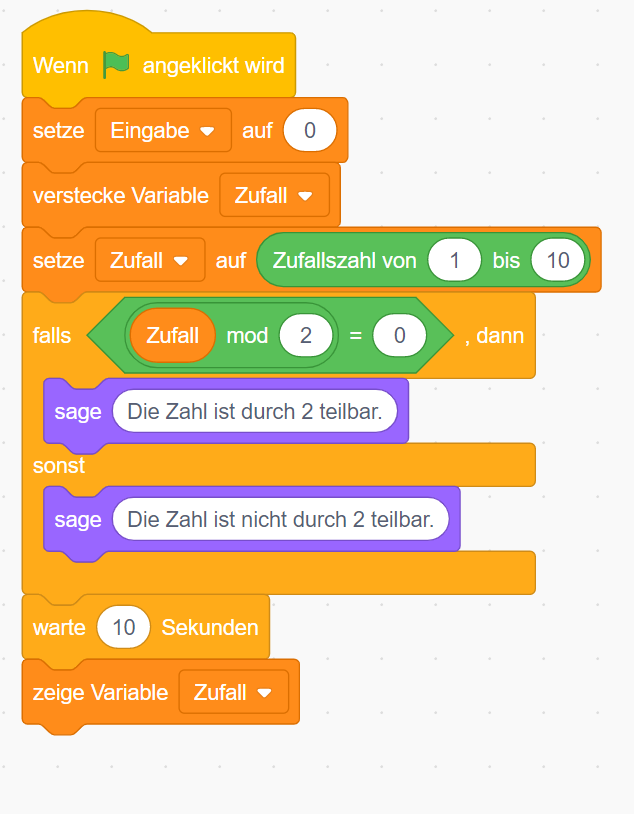 Wenn angeklickt wird
setze Eingabe auf 0
verstecke Variable Zufall
setze Zufall auf Zufallszahl von 1 bis 10
falls Zufall mod 2 = 0 , dann
sage Die Zahl ist durch 2 teilbar.
sonst
sage Die Zahl ist nicht durch 2 teilbar.
warte 10 Sekunden
zeige Variable Zufall